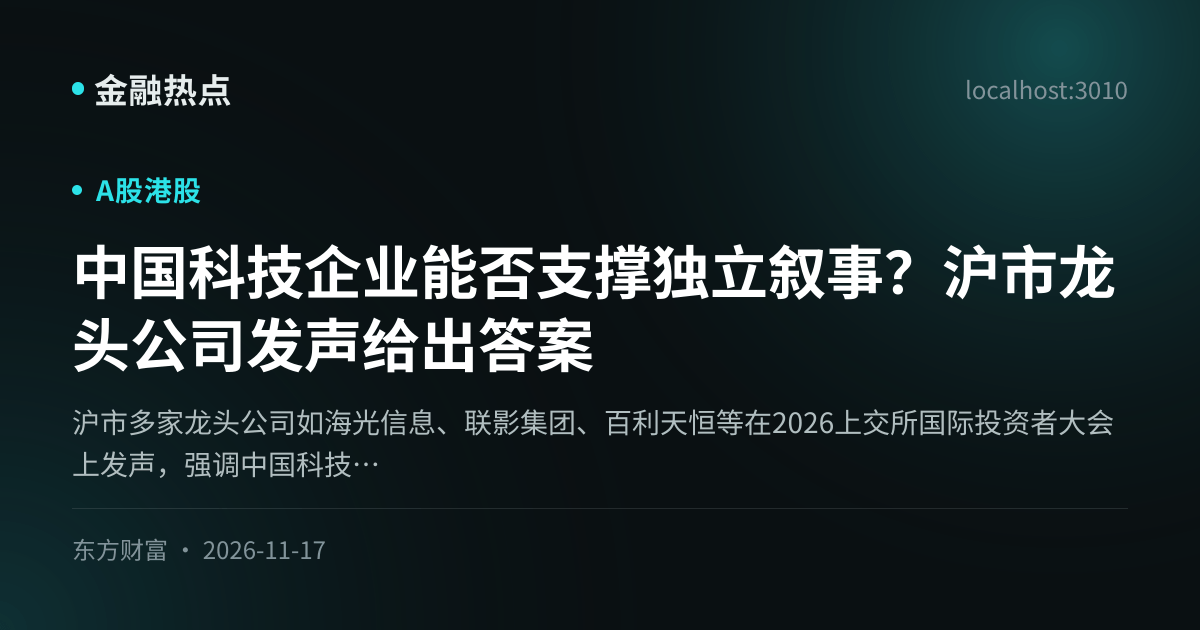 金融热点
localhost:3010
A股港股
中国科技企业能否支撑独立叙事？沪市龙
头公司发声给出答案
沪市多家龙头公司如海光信息、联影集团、百利天恒等在2026上交所国际投资者大会
上发声，强调中国科技…
东方财富 • 2026-11-17